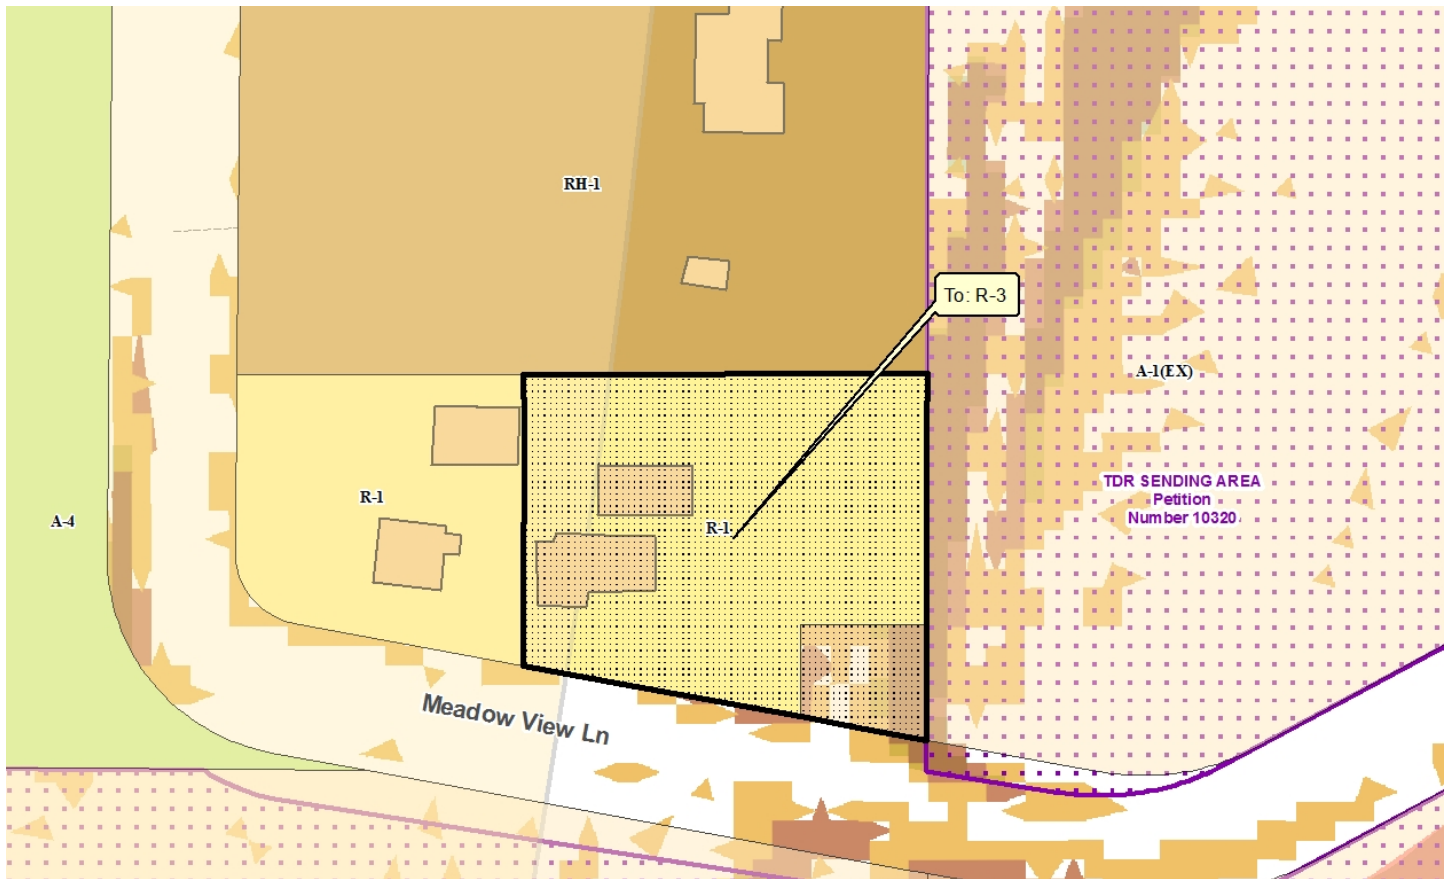 RH-1
To: R-3
A-1(EX)
R-1
A-4
R-1
TDR SENDING AREA
Petition
Number 10320
Meadow View Ln